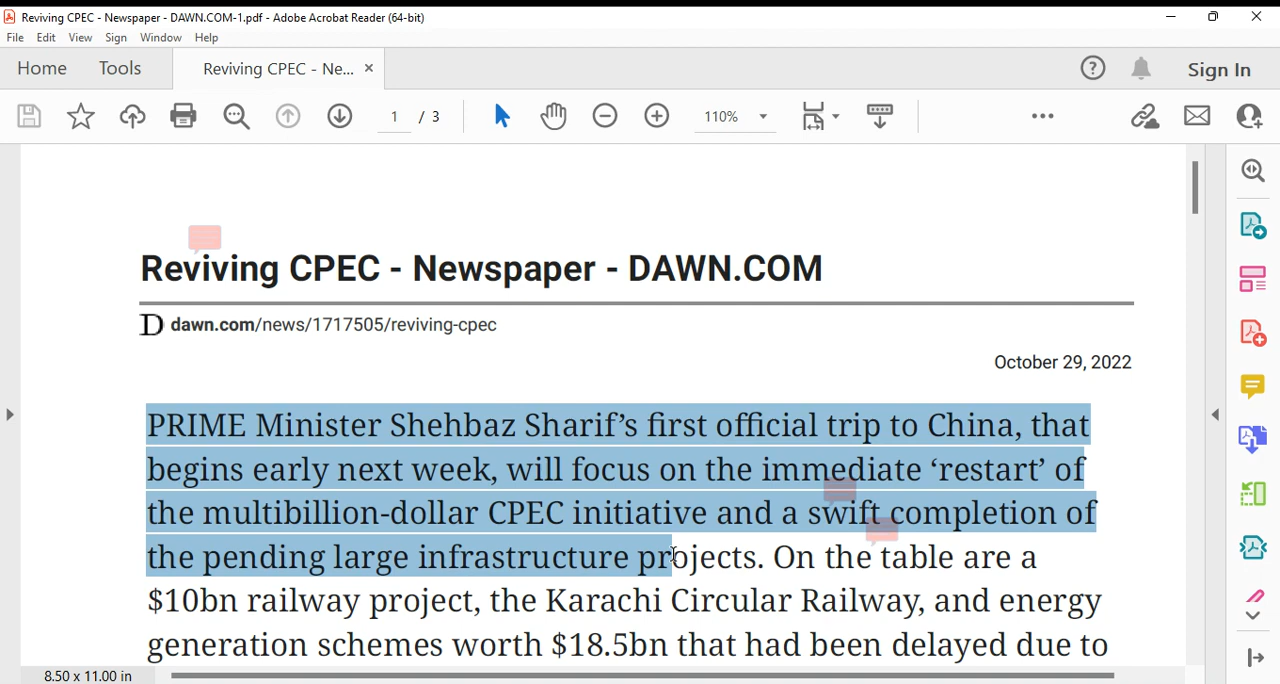 Reviving CPEC - Newspaper - DAWN.COM-1.pdf - Adobe Acrobat Reader (64-bit)
File Edit View Sign Window Help
Home Tools Reviving CPEC - Ne... × Sign In
1 / 3 110%
Reviving CPEC - Newspaper - DAWN.COM
D dawn.com/news/1717505/reviving-cpec
October 29, 2022
PRIME Minister Shehbaz Sharif’s first official trip to China, that
begins early next week, will focus on the immediate ‘restart’ of
the multibillion-dollar CPEC initiative and a swift completion of
the pending large infrastructure projects. On the table are a
$10bn railway project, the Karachi Circular Railway, and energy
generation schemes worth $18.5bn that had been delayed due to
8.50 x 11.00 in